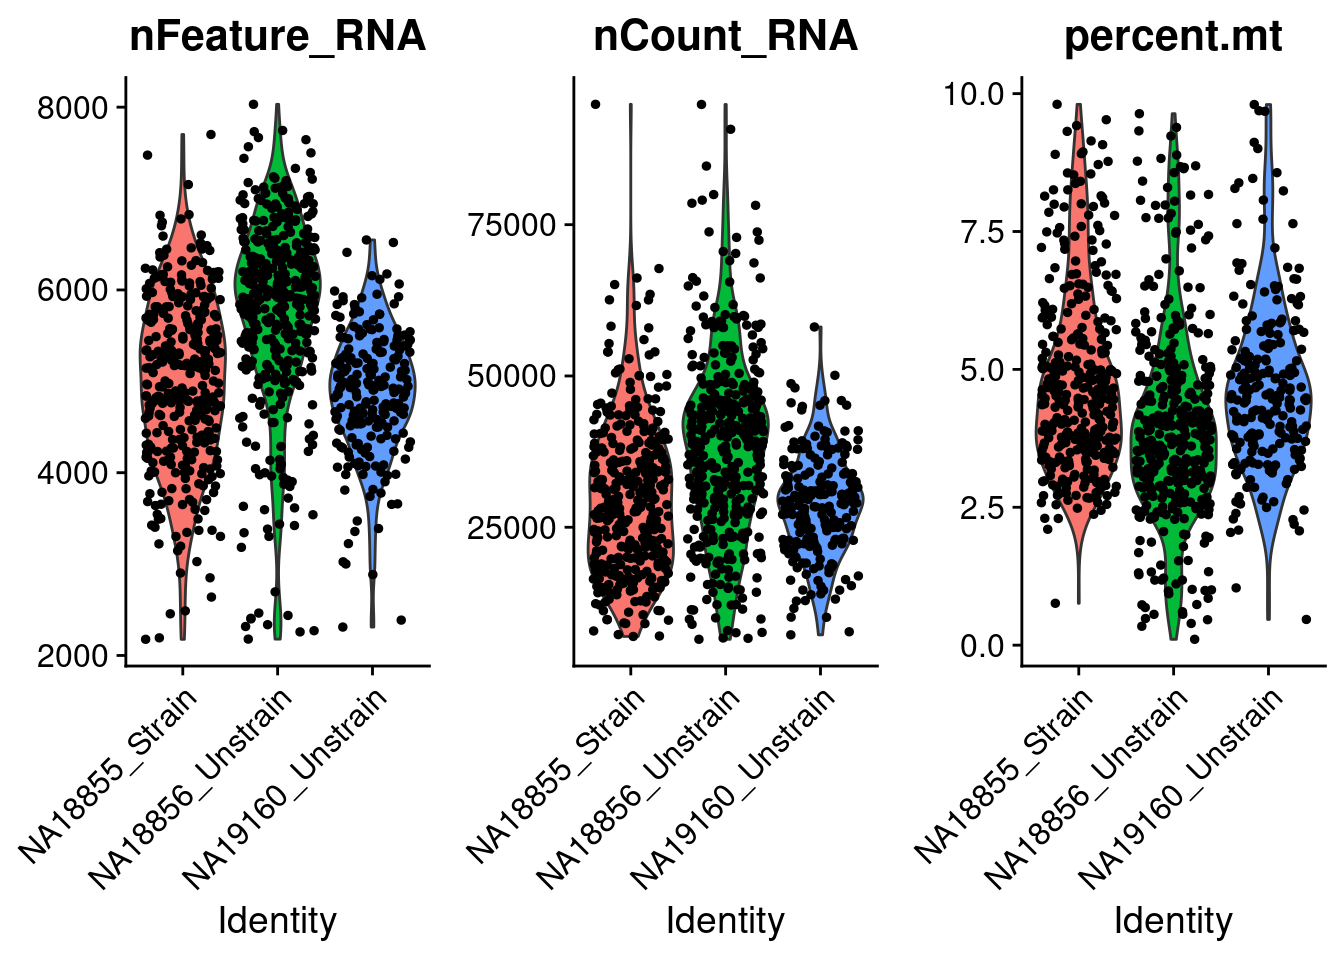 nFeature_RNA
8000
6000
4000
2000
NA18855_Strain
NA18856_Unstrain
NA19160_Unstrain
Identity
nCount_RNA
75000
50000
25000
NA18855_Strain
NA18856_Unstrain
NA19160_Unstrain
Identity
percent.mt
10.0
7.5
5.0
2.5
0.0
NA18855_Strain
NA18856_Unstrain
NA19160_Unstrain
Identity